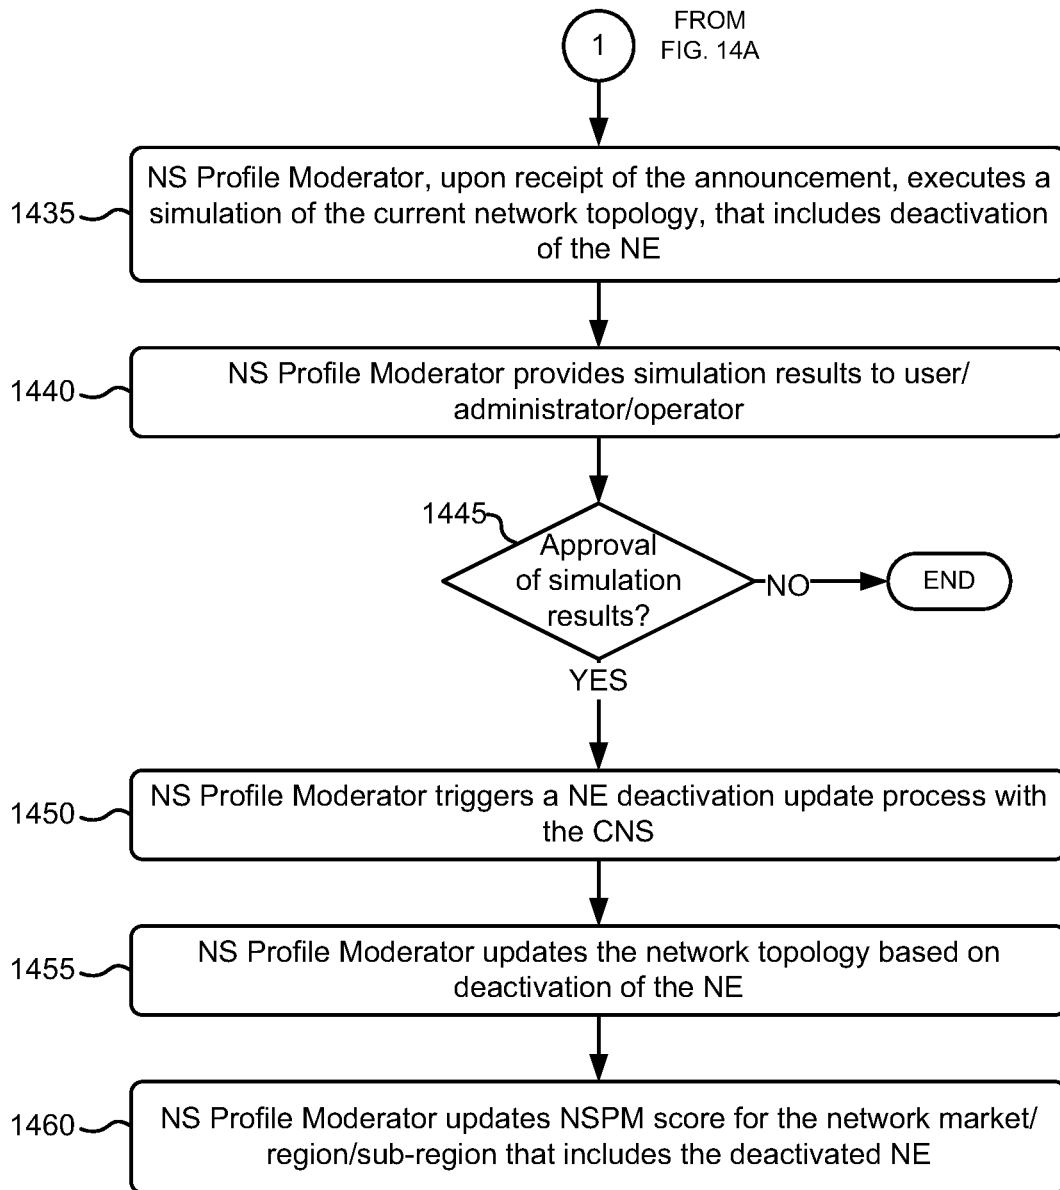 1
FROM
FIG. 14A
1435
NS Profile Moderator, upon receipt of the announcement, executes a
simulation of the current network topology, that includes deactivation
of the NE
1440
NS Profile Moderator provides simulation results to user/
administrator/operator
1445
Approval
of simulation
results?
NO
END
YES
1450
NS Profile Moderator triggers a NE deactivation update process with
the CNS
1455
NS Profile Moderator updates the network topology based on
deactivation of the NE
1460
NS Profile Moderator updates NSPM score for the network market/
region/sub-region that includes the deactivated NE